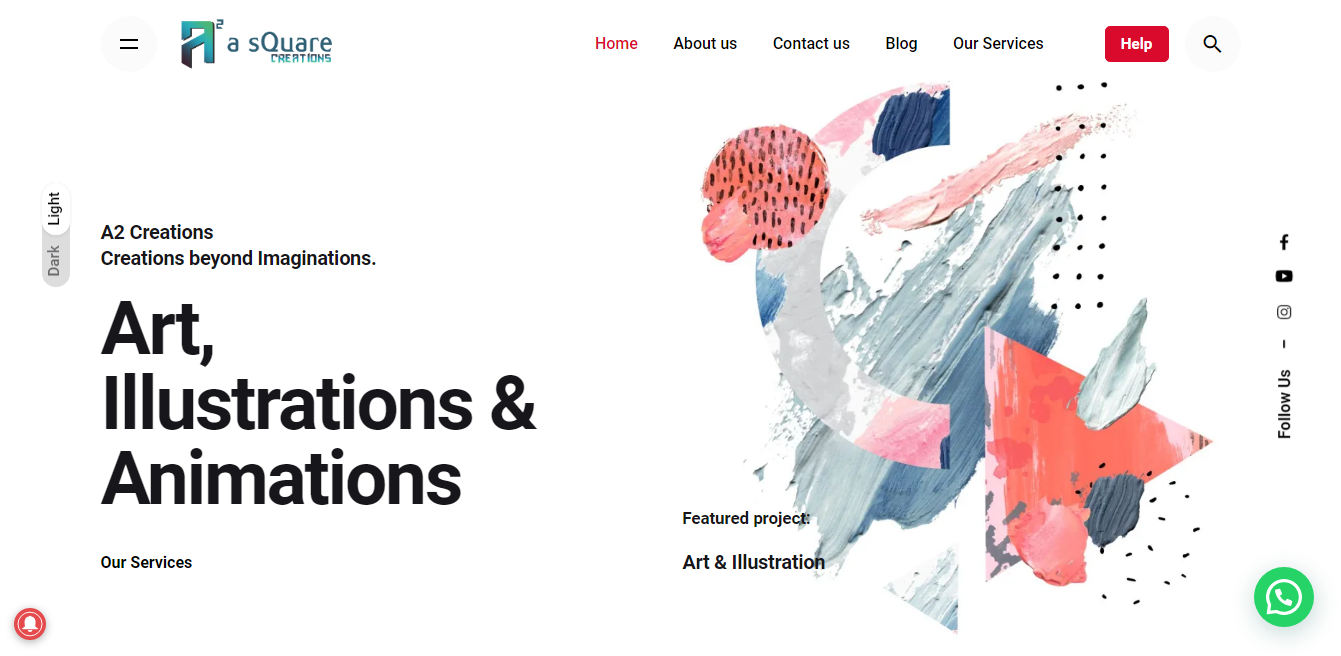 A²
a sQuare
CREATIONS
Home
About us
Contact us
Blog
Our Services
Help
Light
Dark
A2 Creations
Creations beyond Imaginations.
Art,
Illustrations &
Animations
Our Services
Featured project:
Art & Illustration
Follow Us –